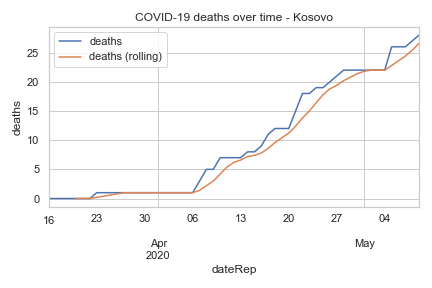 COVID-19 deaths over time - Kosovo
deaths
deaths (rolling)
deaths
25
20
15
10
5
0
16 23 30 06 13 20 27 04
Apr May
2020
dateRep